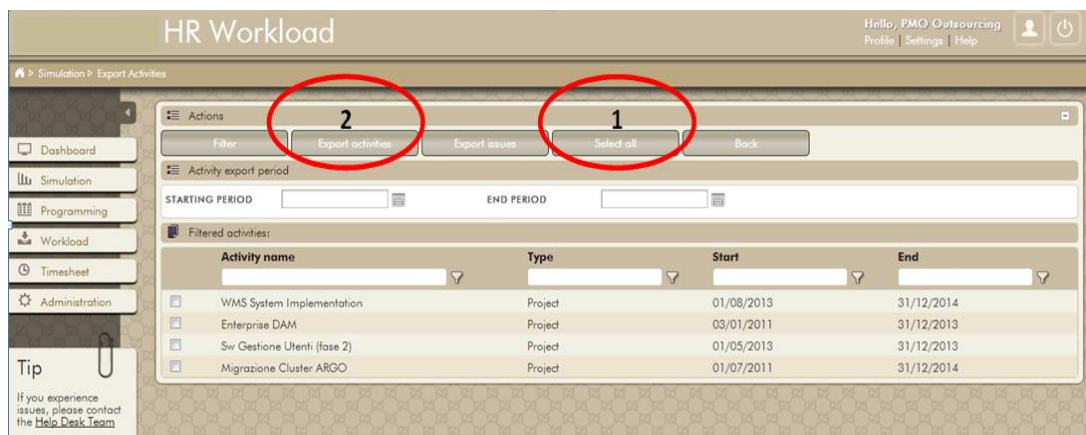 HR Workload
Hello, PMO Outsourcing
Profile | Settings | Help
Simulation Export Activities
Actions
2
1
Filter Export activities Export issues Select all Back
Activity export period
STARTING PERIOD END PERIOD
Filtered activities:
Activity name Type Start End
WMS System Implementation Project 01/08/2013 31/12/2014
Enterprise DAM Project 03/01/2011 31/12/2013
Sw Gestione Utenti (fase 2) Project 01/05/2013 31/12/2013
Migrazione Cluster ARGO Project 01/07/2011 31/12/2014
Dashboard
Simulation
Programming
Workload
Timesheet
Administration
Tip
If you experience
issues, please contact
the Help Desk Team